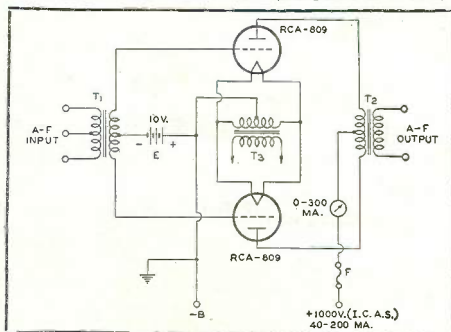 RCA-809
T1
T2
A-F
INPUT
10V.
- +
E
T3
A-F
OUTPUT
0-300
MA.
RCA-809
F
-B
+1000V.(I.C.A.S.)
40-200 MA.